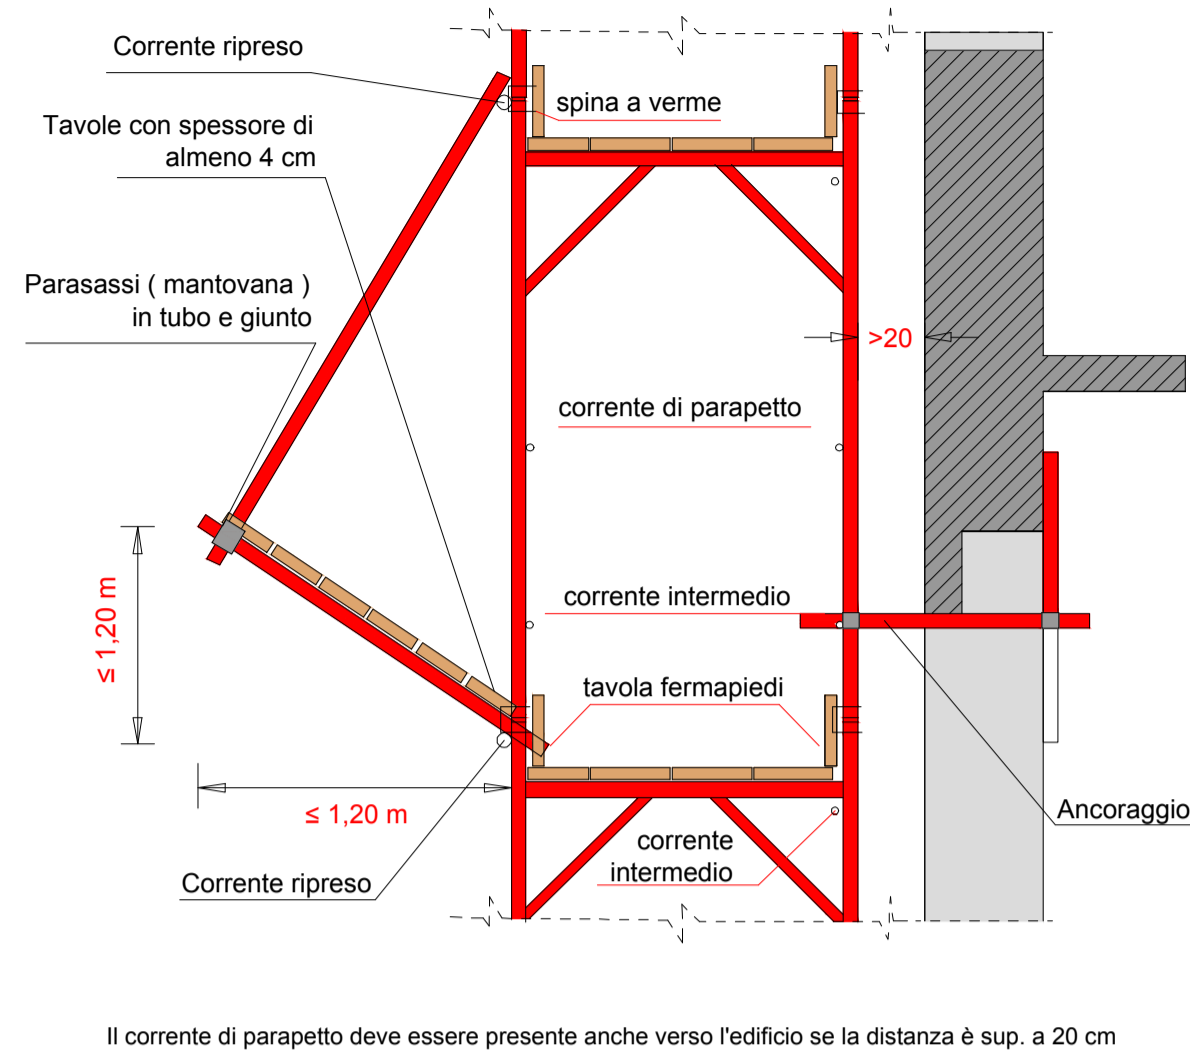 Corrente ripreso
spina a verme
Tavole con spessore di
almeno 4 cm
Parasassi ( mantovana )
in tubo e giunto
>20
corrente di parapetto
corrente intermedio
≤ 1,20 m
tavola fermapiedi
≤ 1,20 m
Ancoraggio
corrente
intermedio
Corrente ripreso
Il corrente di parapetto deve essere presente anche verso l'edificio se la distanza è sup. a 20 cm